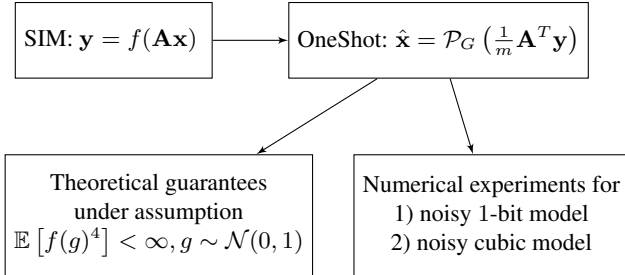 SIM: y = f(Ax)
OneShot: x̂ = 𝒫_G (1/m A^T y)
Theoretical guarantees
under assumption
𝔼 [f(g)^4] < ∞, g ∼ 𝒩(0, 1)
Numerical experiments for
1) noisy 1-bit model
2) noisy cubic model